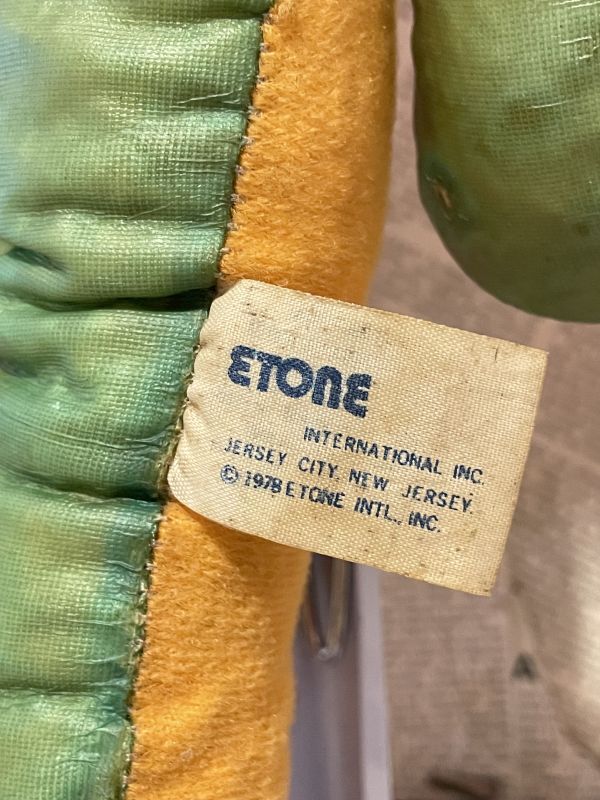 ETONE
INTERNATIONAL INC.
JERSEY CITY, NEW JERSEY.
© 1978 ETONE INTL., INC.